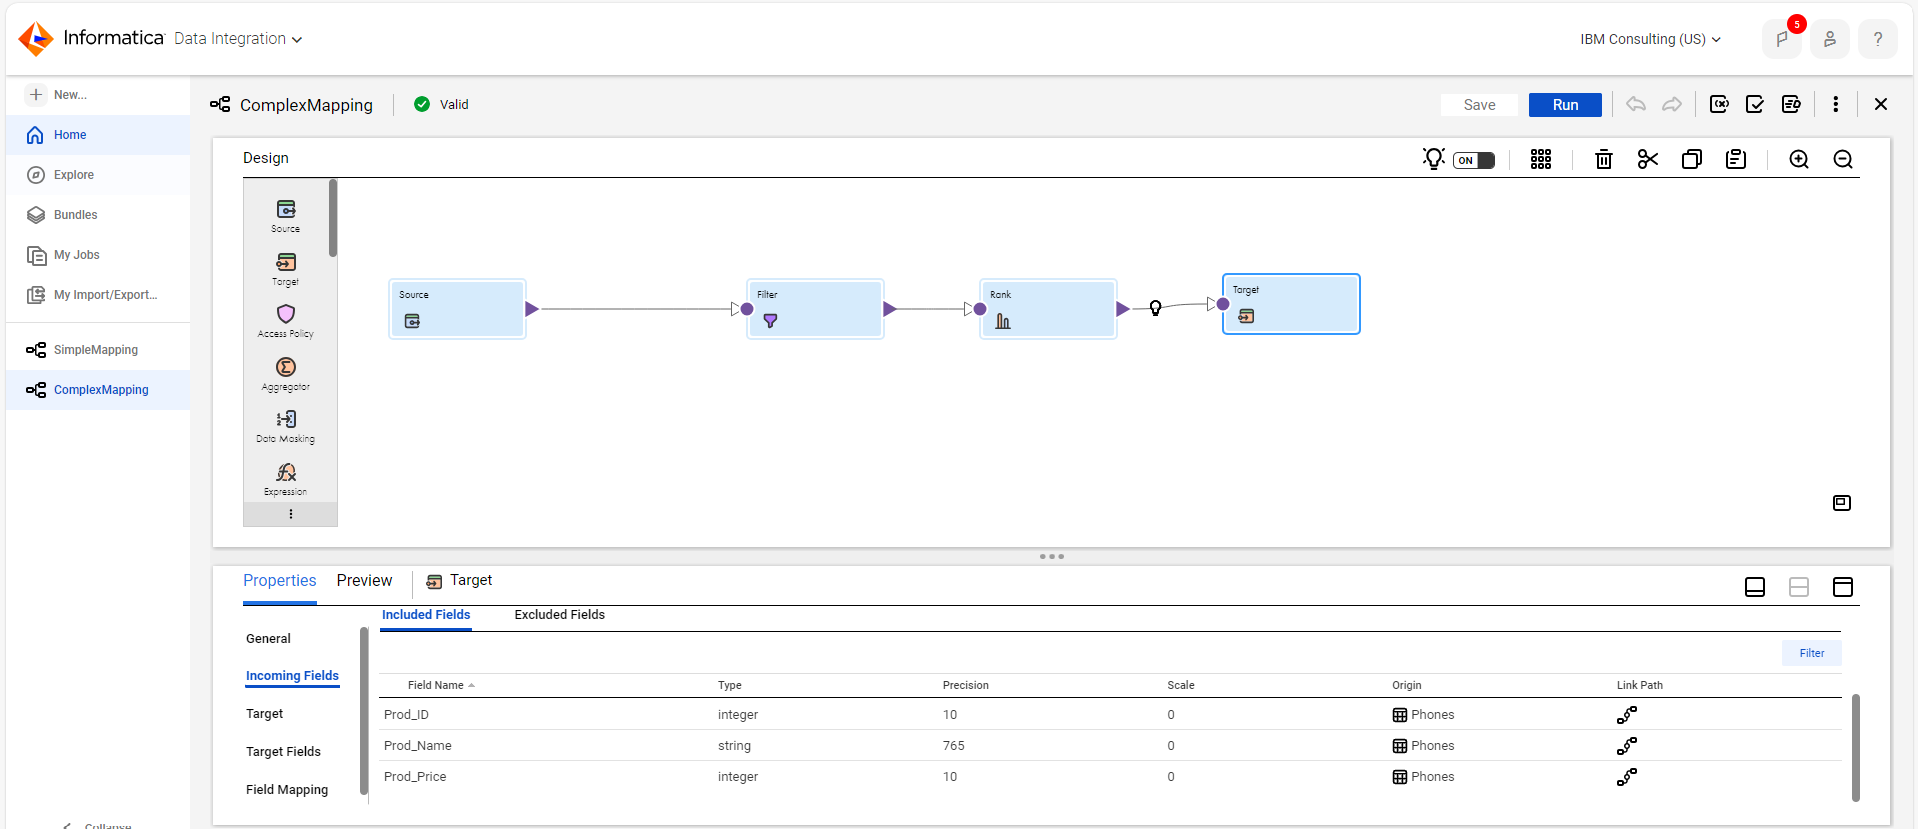 Informatica Data Integration
IBM Consulting (US)
5
?
New...
Home
Explore
Bundles
My Jobs
My Import/Export...
SimpleMapping
ComplexMapping
Collapse
ComplexMapping
Valid
Save
Run
Design
ON
Source
Target
Access Policy
Aggregator
Data Masking
Expression
Source
Filter
Rank
Target
Properties
Preview
Target
General
Incoming Fields
Target
Target Fields
Field Mapping
Included Fields
Excluded Fields
Filter
Field Name Type Precision Scale Origin Link Path
Prod_ID integer 10 0 Phones
Prod_Name string 765 0 Phones
Prod_Price integer 10 0 Phones